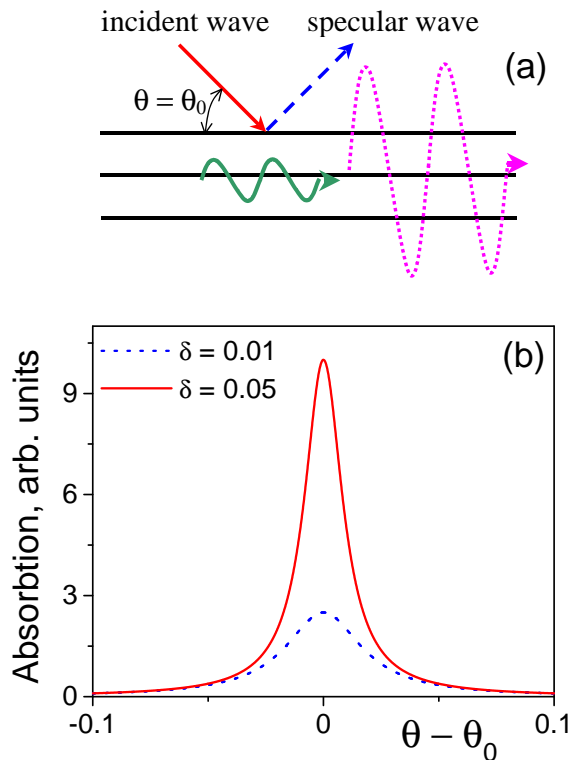 incident wave specular wave
(a)
θ = θ₀
(b)
δ = 0.01
δ = 0.05
Absorbtion, arb. units
9
6
3
0
-0.1 0 0.1
θ − θ₀